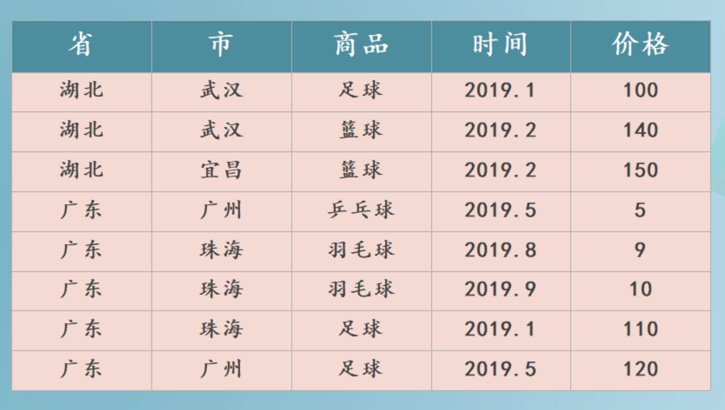 省 市 商品 时间 价格
湖北 武汉 足球 2019.1 100
湖北 武汉 篮球 2019.2 140
湖北 宜昌 篮球 2019.2 150
广东 广州 乒乓球 2019.5 5
广东 珠海 羽毛球 2019.8 9
广东 珠海 羽毛球 2019.9 10
广东 珠海 足球 2019.1 110
广东 广州 足球 2019.5 120